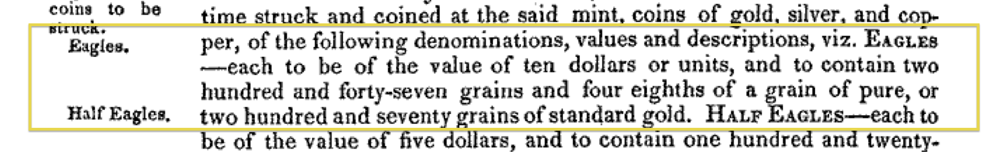 coins to be
struck.
Eagles.
Half Eagles.
time struck and coined at the said mint, coins of gold, silver, and cop-
per, of the following denominations, values and descriptions, viz. EAGLES
—each to be of the value of ten dollars or units, and to contain two
hundred and forty-seven grains and four eighths of a grain of pure, or
two hundred and seventy grains of standard gold. HALF EAGLES—each to
be of the value of five dollars, and to contain one hundred and twenty-